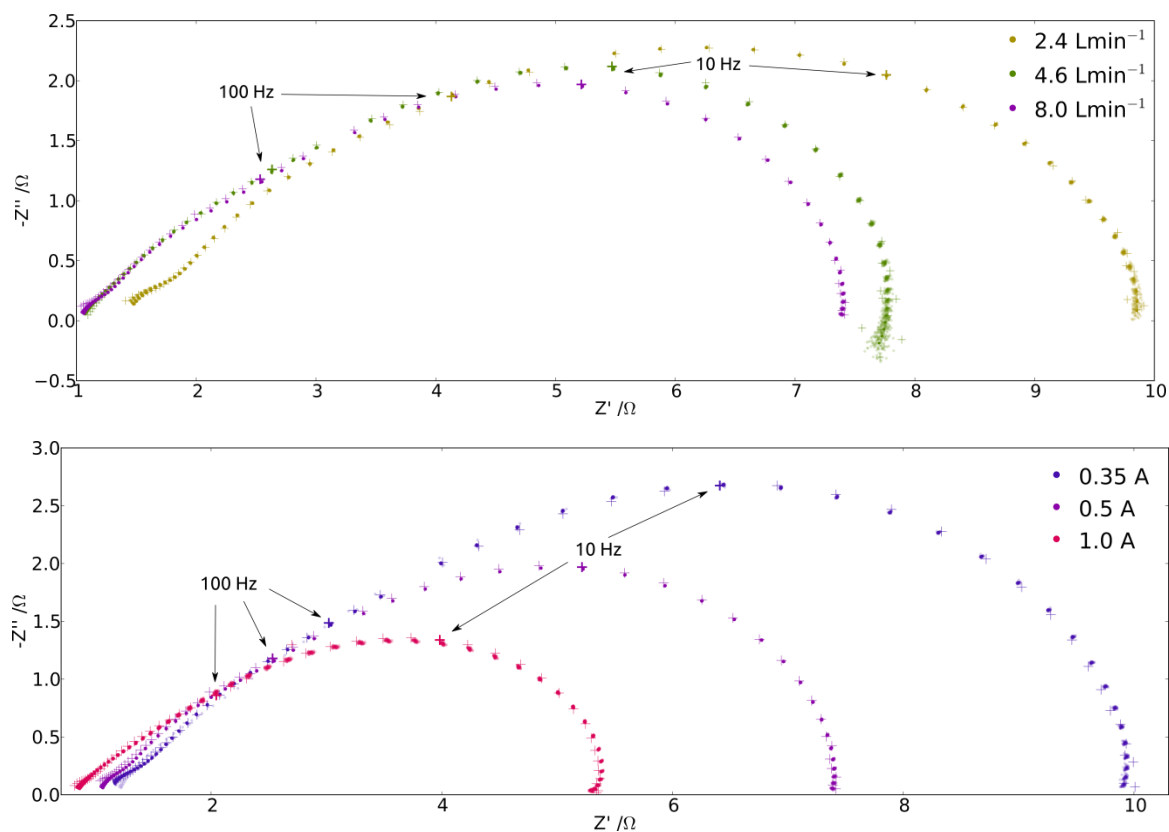 2.5
2.0
1.5
1.0
0.5
0.0
−0.5
-Z'' /Ω
100 Hz
10 Hz
2.4 Lmin⁻¹
4.6 Lmin⁻¹
8.0 Lmin⁻¹
1 2 3 4 5 6 7 8 9 10
Z' /Ω
3.0
2.5
2.0
1.5
1.0
0.5
0.0
-Z'' /Ω
100 Hz
10 Hz
0.35 A
0.5 A
1.0 A
2 4 6 8 10
Z' /Ω